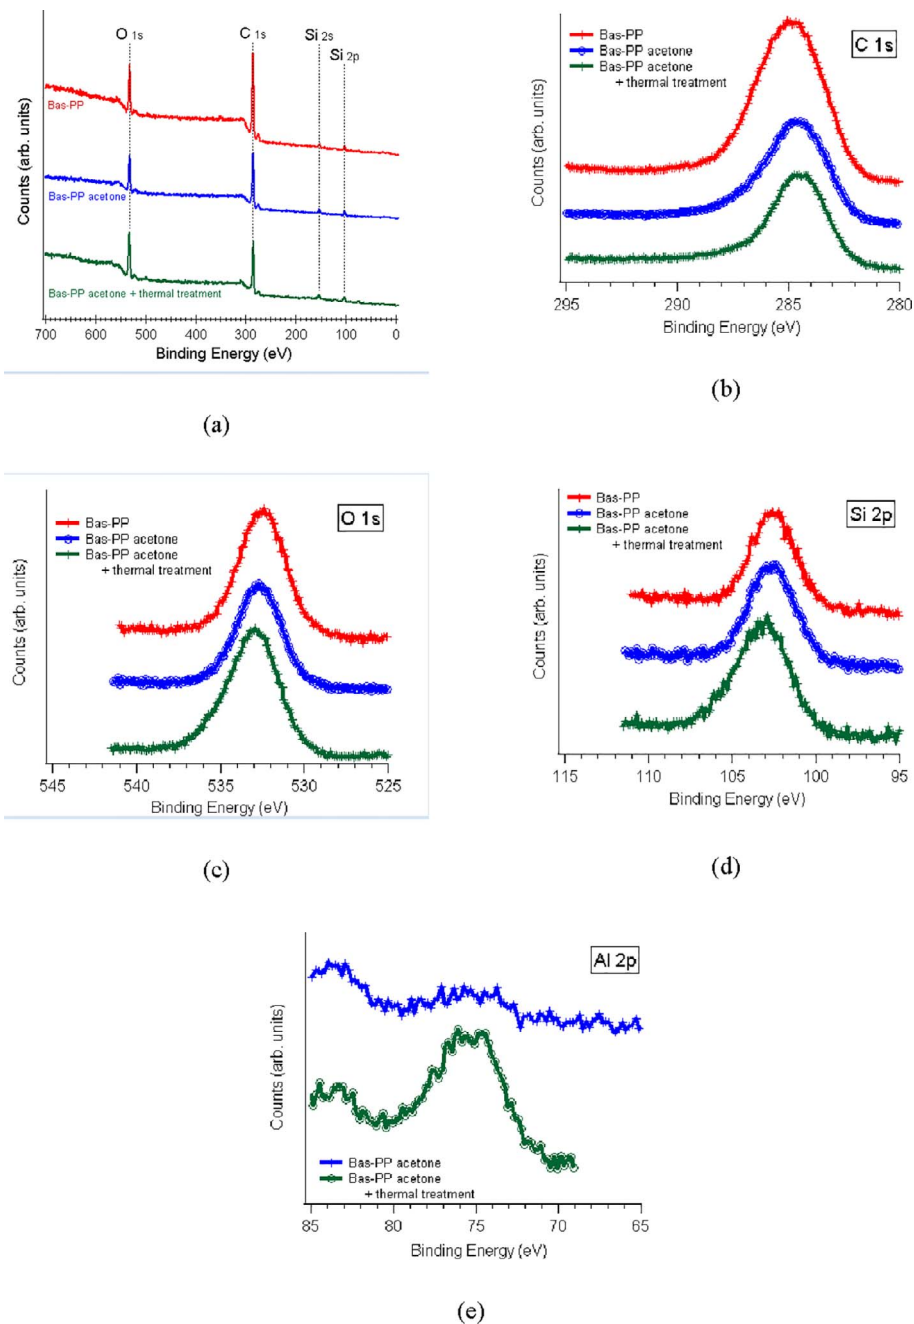 O 1s
C 1s
Si 2s
Si 2p
Counts (arb. units)
Bas-PP
Bas-PP acetone
Bas-PP acetone + thermal treatment
700 600 500 400 300 200 100 0
Binding Energy (eV)
(a)
Bas-PP
Bas-PP acetone
Bas-PP acetone
+ thermal treatment
C 1s
Counts (arb. units)
295 290 285 280
Binding Energy (eV)
(b)
Bas-PP
Bas-PP acetone
Bas-PP acetone
+ thermal treatment
O 1s
Counts (arb. units)
545 540 535 530 525
Binding Energy (eV)
(c)
Bas-PP
Bas-PP acetone
Bas-PP acetone
+ thermal treatment
Si 2p
Counts (arb. units)
115 110 105 100 95
Binding Energy (eV)
(d)
Al 2p
Counts (arb. units)
Bas-PP acetone
Bas-PP acetone
+ thermal treatment
85 80 75 70 65
Binding Energy (eV)
(e)